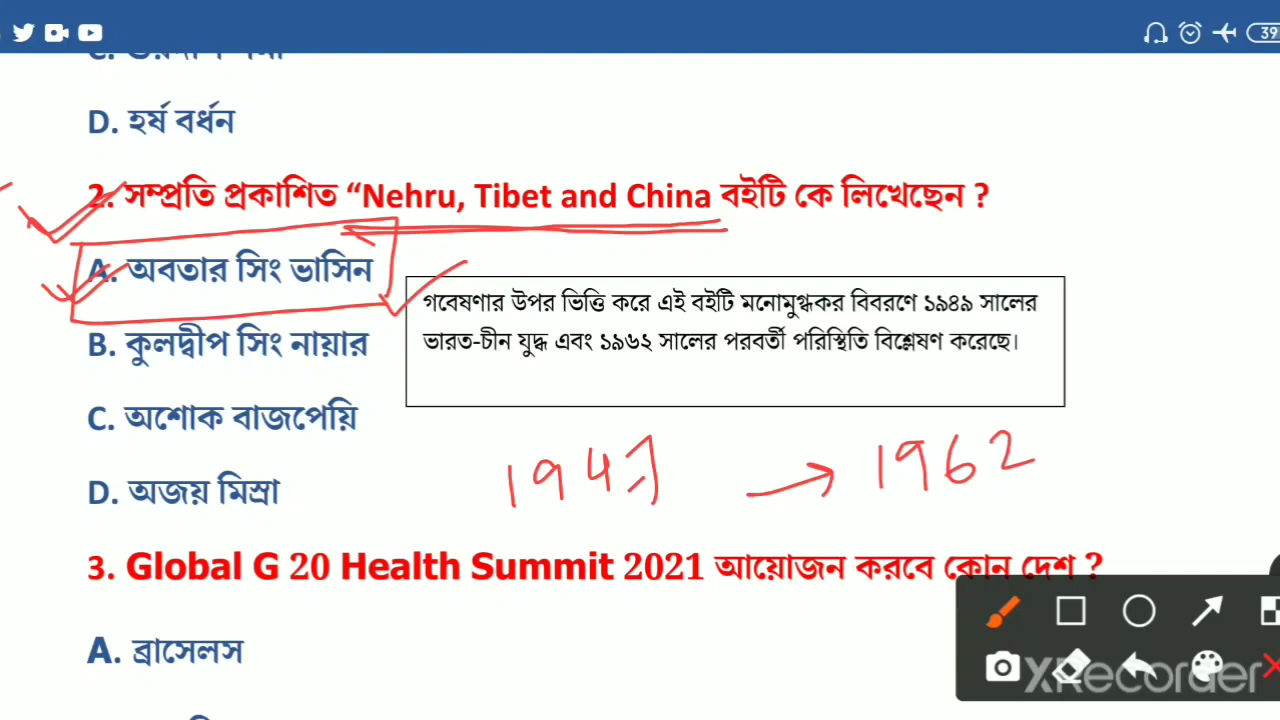 39
D. হর্ষ বর্ধন
2. সম্প্রতি প্রকাশিত “Nehru, Tibet and China বইটি কে লিখেছেন ?
A. অবতার সিং ভাসিন
গবেষণার উপর ভিত্তি করে এই বইটি মনোমুগ্ধকর বিবরণে ১৯৪৯ সালের
ভারত-চীন যুদ্ধ এবং ১৯৬২ সালের পরবর্তী পরিস্থিতি বিশ্লেষণ করেছে।
B. কুলদ্বীপ সিং নায়ার
C. অশোক বাজপেয়ি
D. অজয় মিস্রা
1947 → 1962
3. Global G 20 Health Summit 2021 আয়োজন করবে কোন দেশ ?
A. ব্রাসেলস
XRecorder